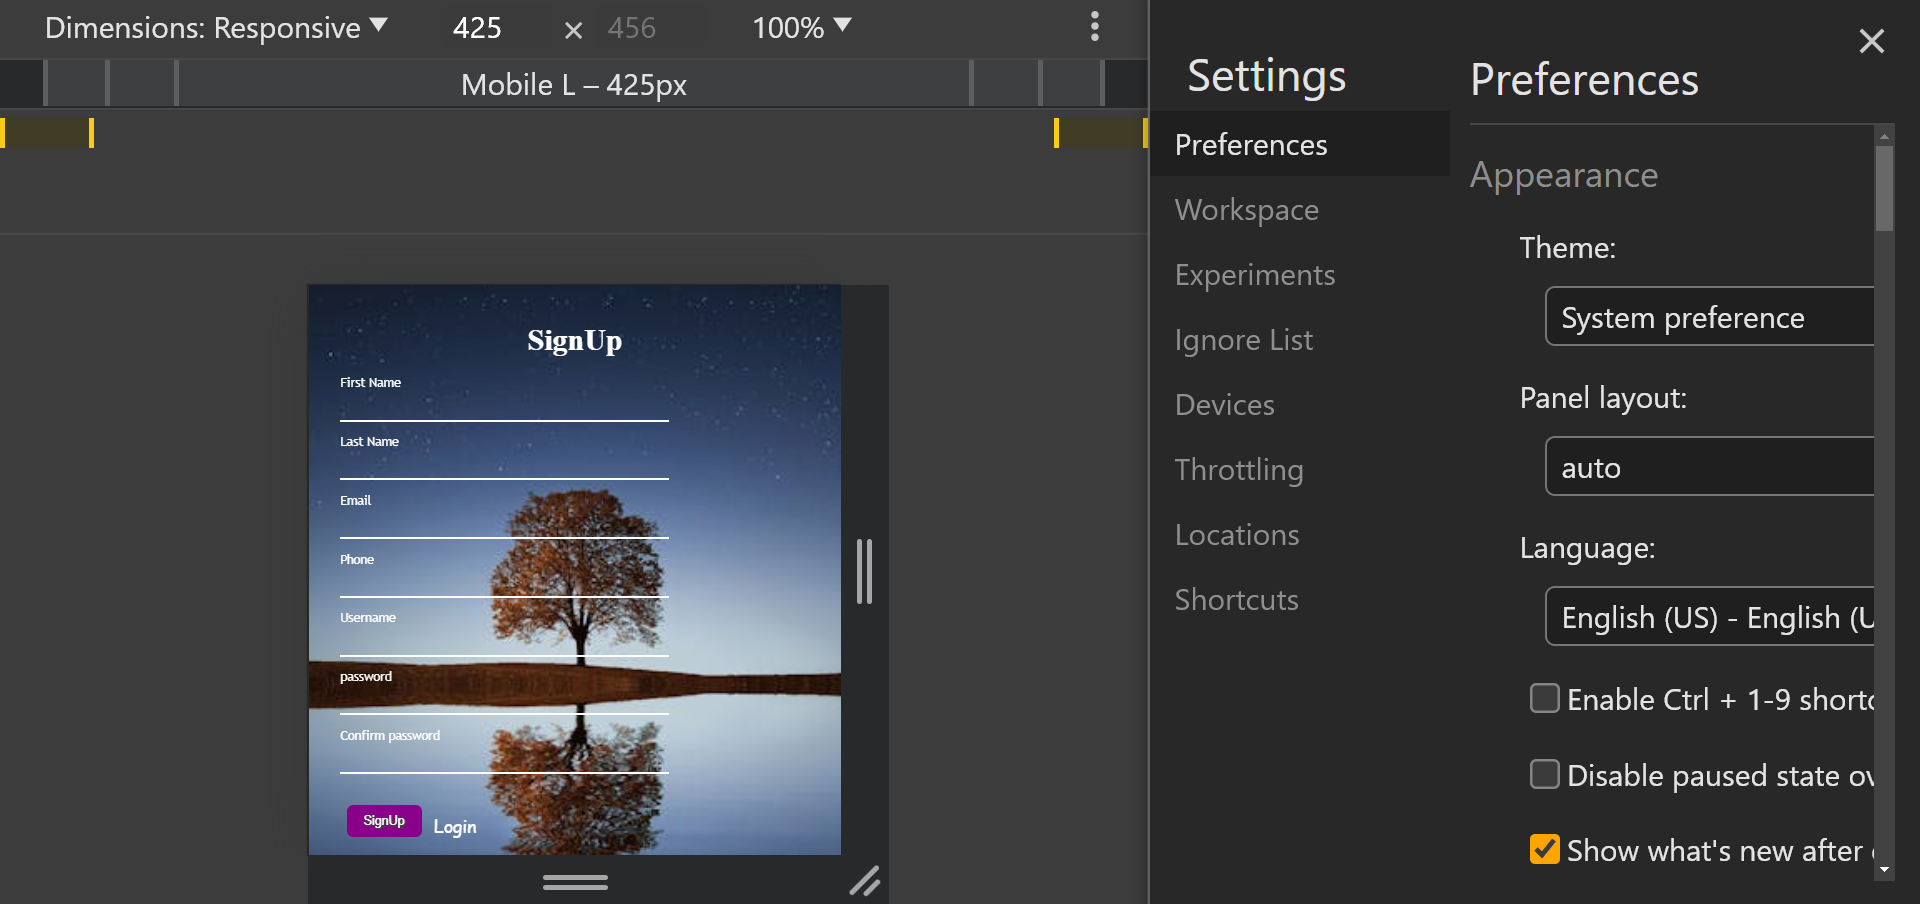 Dimensions: Responsive 425 × 456 100%
Mobile L – 425px
SignUp
First Name
Last Name
Email
Phone
Username
password
Confirm password
SignUp Login
Settings
Preferences
Workspace
Experiments
Ignore List
Devices
Throttling
Locations
Shortcuts
Preferences
Appearance
Theme:
System preference
Panel layout:
auto
Language:
English (US) - English (U
Enable Ctrl + 1-9 shortc
Disable paused state ov
Show what's new after